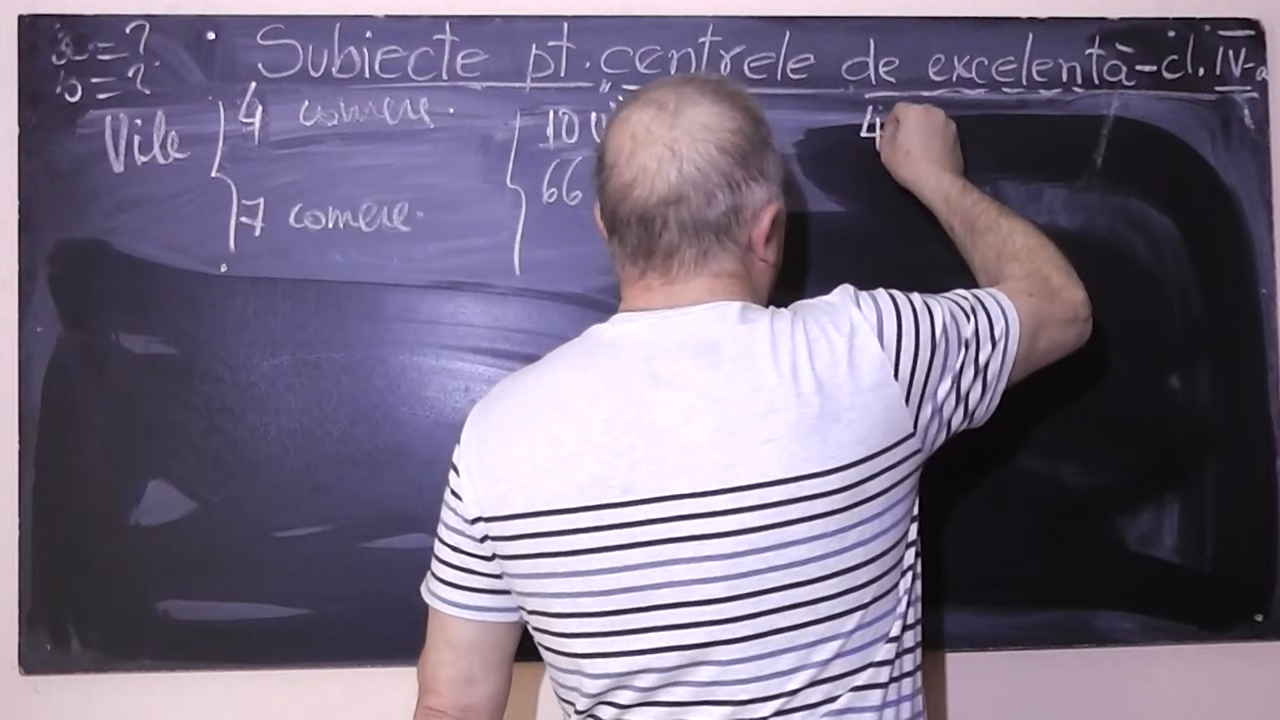 a=?
b=?
Subiecte pt. centrele de excelență-cl. IV-a
Vile
4 camere.
7 camere.
10
66
4